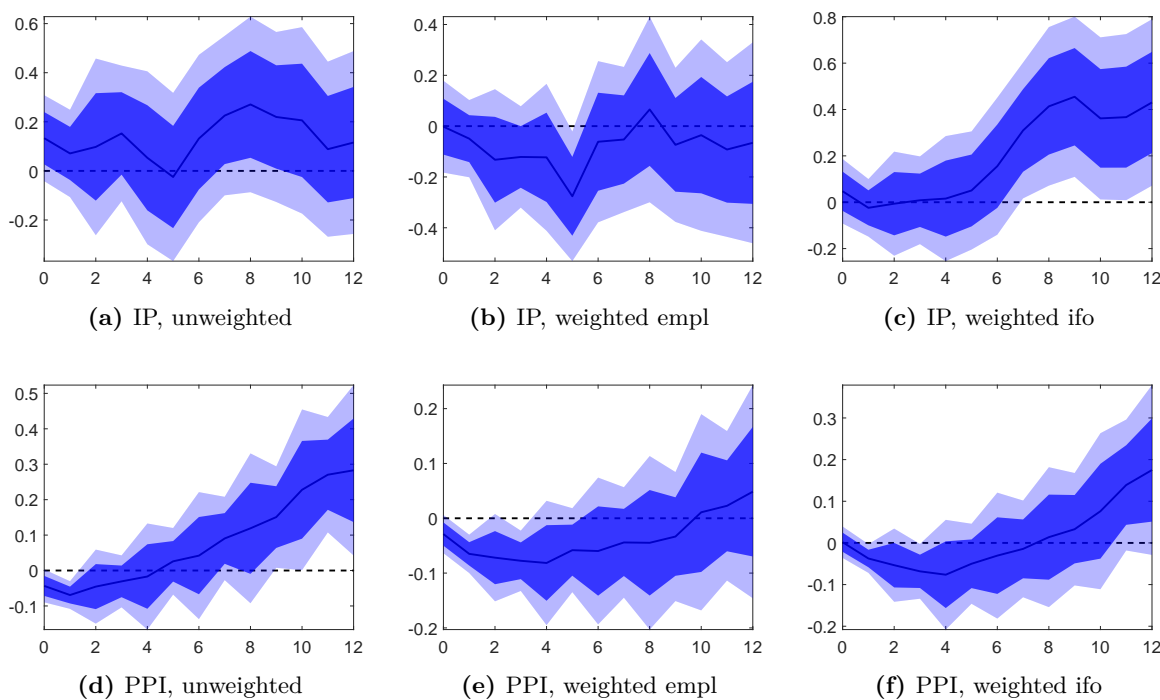 0.6
0.4
0.2
0
-0.2
0 2 4 6 8 10 12
(a) IP, unweighted
0.4
0.2
0
-0.2
-0.4
0 2 4 6 8 10 12
(b) IP, weighted empl
0.8
0.6
0.4
0.2
0
-0.2
0 2 4 6 8 10 12
(c) IP, weighted ifo
0.5
0.4
0.3
0.2
0.1
0
-0.1
0 2 4 6 8 10 12
(d) PPI, unweighted
0.2
0.1
0
-0.1
-0.2
0 2 4 6 8 10 12
(e) PPI, weighted empl
0.3
0.2
0.1
0
-0.1
-0.2
0 2 4 6 8 10 12
(f) PPI, weighted ifo